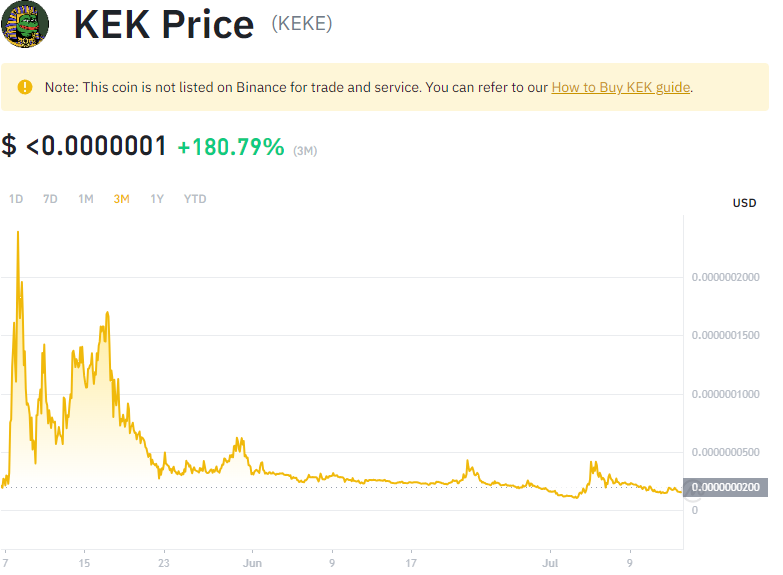 KEK Price (KEKE)
Note: This coin is not listed on Binance for trade and service. You can refer to our How to Buy KEK guide.
$ <0.0000001 +180.79% (3M)
1D 7D 1M 3M 1Y YTD
USD
0.0000002000
0.0000001500
0.0000001000
0.0000000500
0.0000000200
0
7 15 23 Jun 9 17 Jul 9